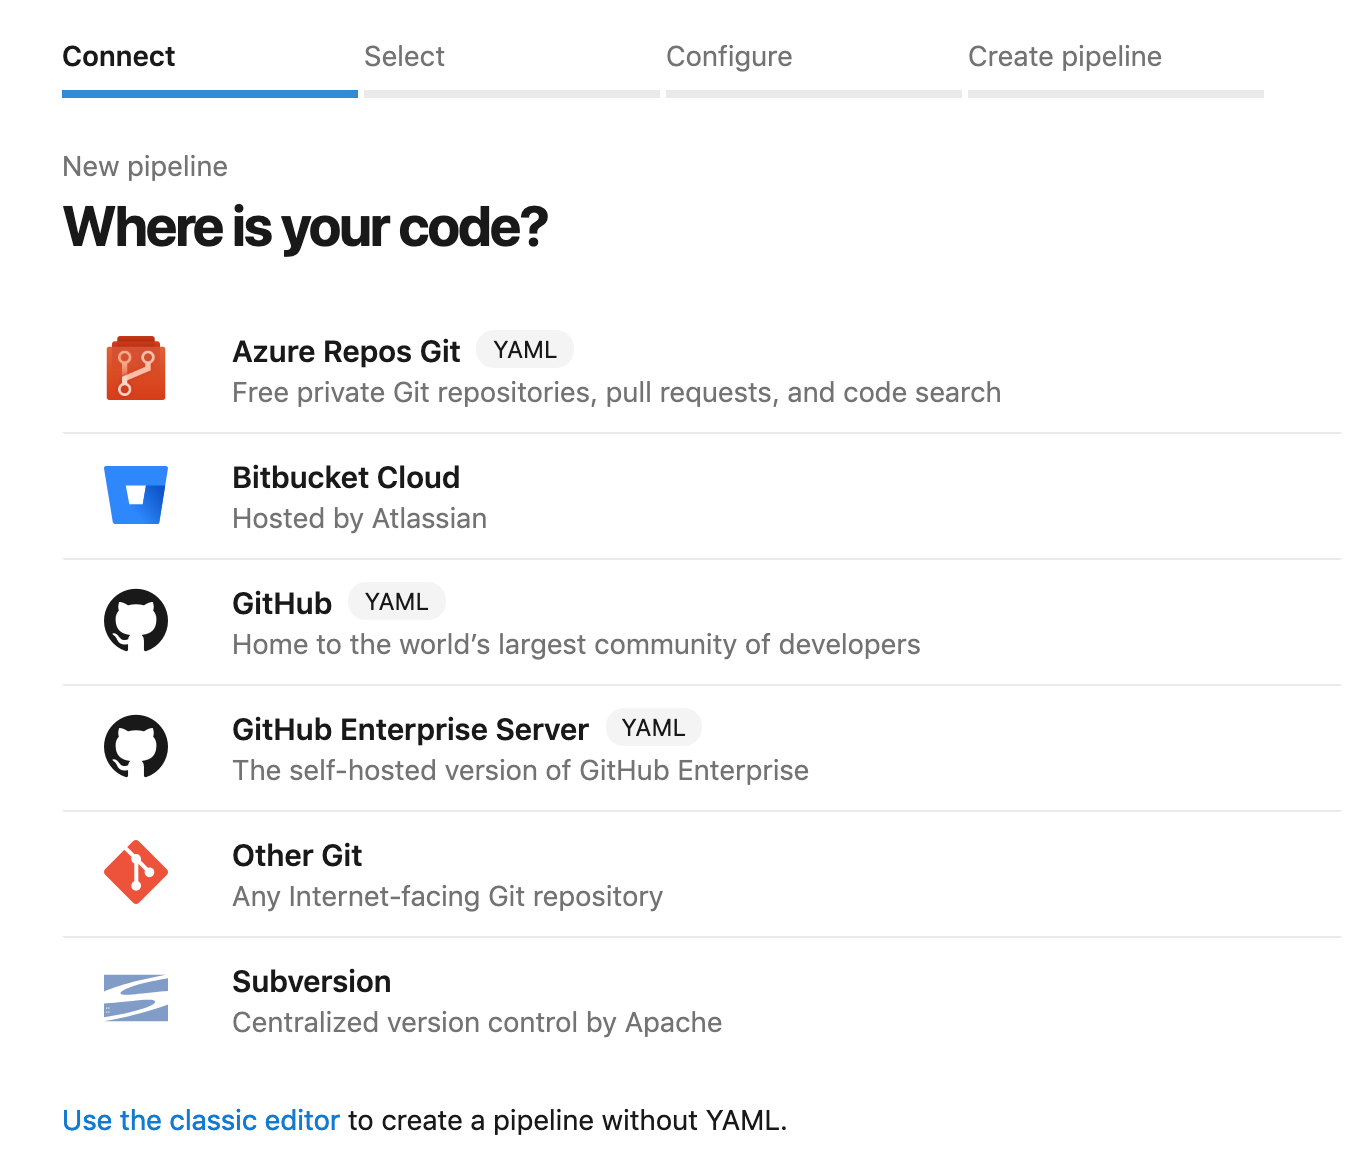 Connect
Select
Configure
Create pipeline
New pipeline
Where is your code?
Azure Repos Git YAML
Free private Git repositories, pull requests, and code search
Bitbucket Cloud
Hosted by Atlassian
GitHub YAML
Home to the world’s largest community of developers
GitHub Enterprise Server YAML
The self-hosted version of GitHub Enterprise
Other Git
Any Internet-facing Git repository
Subversion
Centralized version control by Apache
Use the classic editor to create a pipeline without YAML.